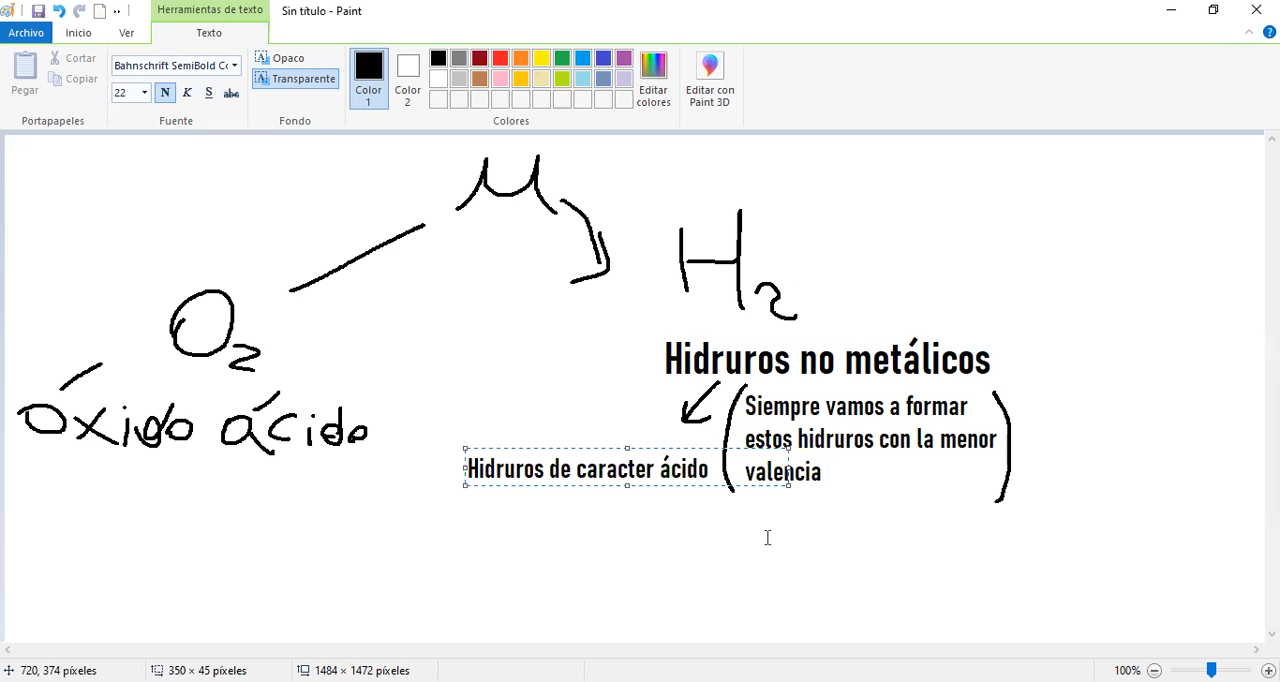 Herramientas de texto
Sin título - Paint
Archivo
Inicio
Ver
Texto
Pegar
Cortar
Copiar
Portapapeles
Bahnschrift SemiBold Co
22
N K S abc
Fuente
Opaco
Transparente
Fondo
Color 1
Color 2
Editar colores
Colores
Editar con Paint 3D
H2
O2
óxido ácido
Hidruros no metálicos
Siempre vamos a formar
estos hidruros con la menor
valencia
Hidruros de caracter ácido
720, 374 píxeles
350 × 45 píxeles
1484 × 1472 píxeles
100%